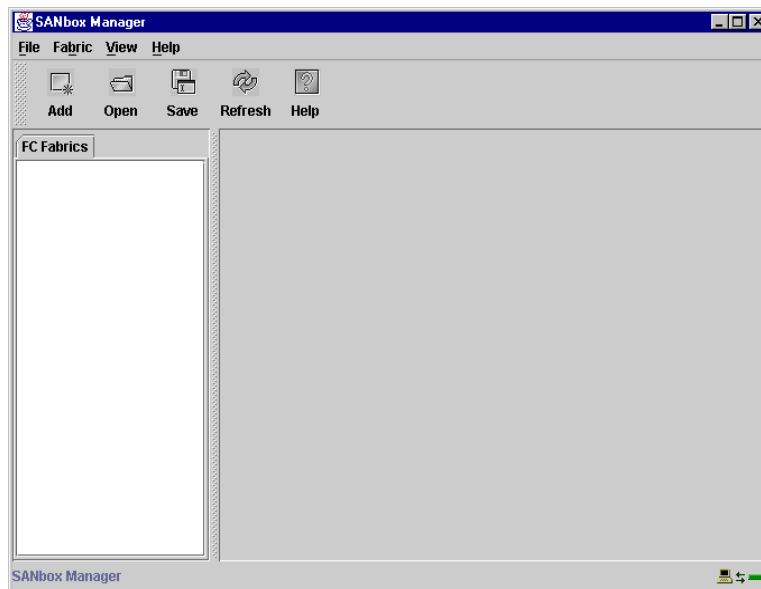 SANbox Manager
File Fabric View Help
Add Open Save Refresh Help
FC Fabrics
SANbox Manager